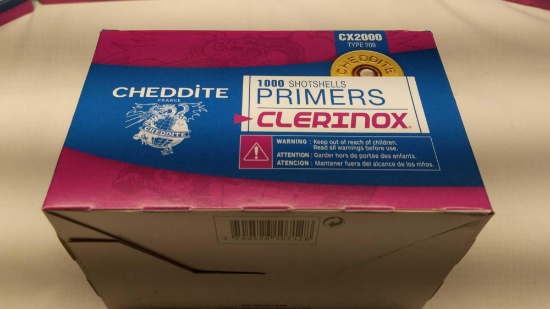 CX2000
TYPE 209
CHEDDITE
CHEDDITE
FRANCE
CHEDDITE
1000 SHOTSHELLS
PRIMERS
CLERINOX
WARNING : Keep out of reach of children.
Read all warnings before use.
ATTENTION : Garder hors de portée des enfants.
ATENCION : Mantener fuera del alcance de los niños.